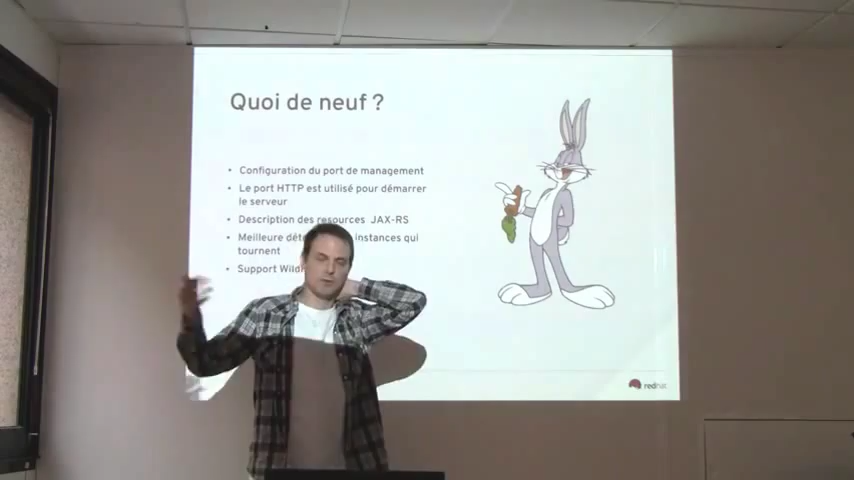 Quoi de neuf ?
• Configuration du port de management
• Le port HTTP est utilisé pour démarrer
le serveur
• Description des resources JAX-RS
• Meilleure instances qui
tournent
• Support
redhat